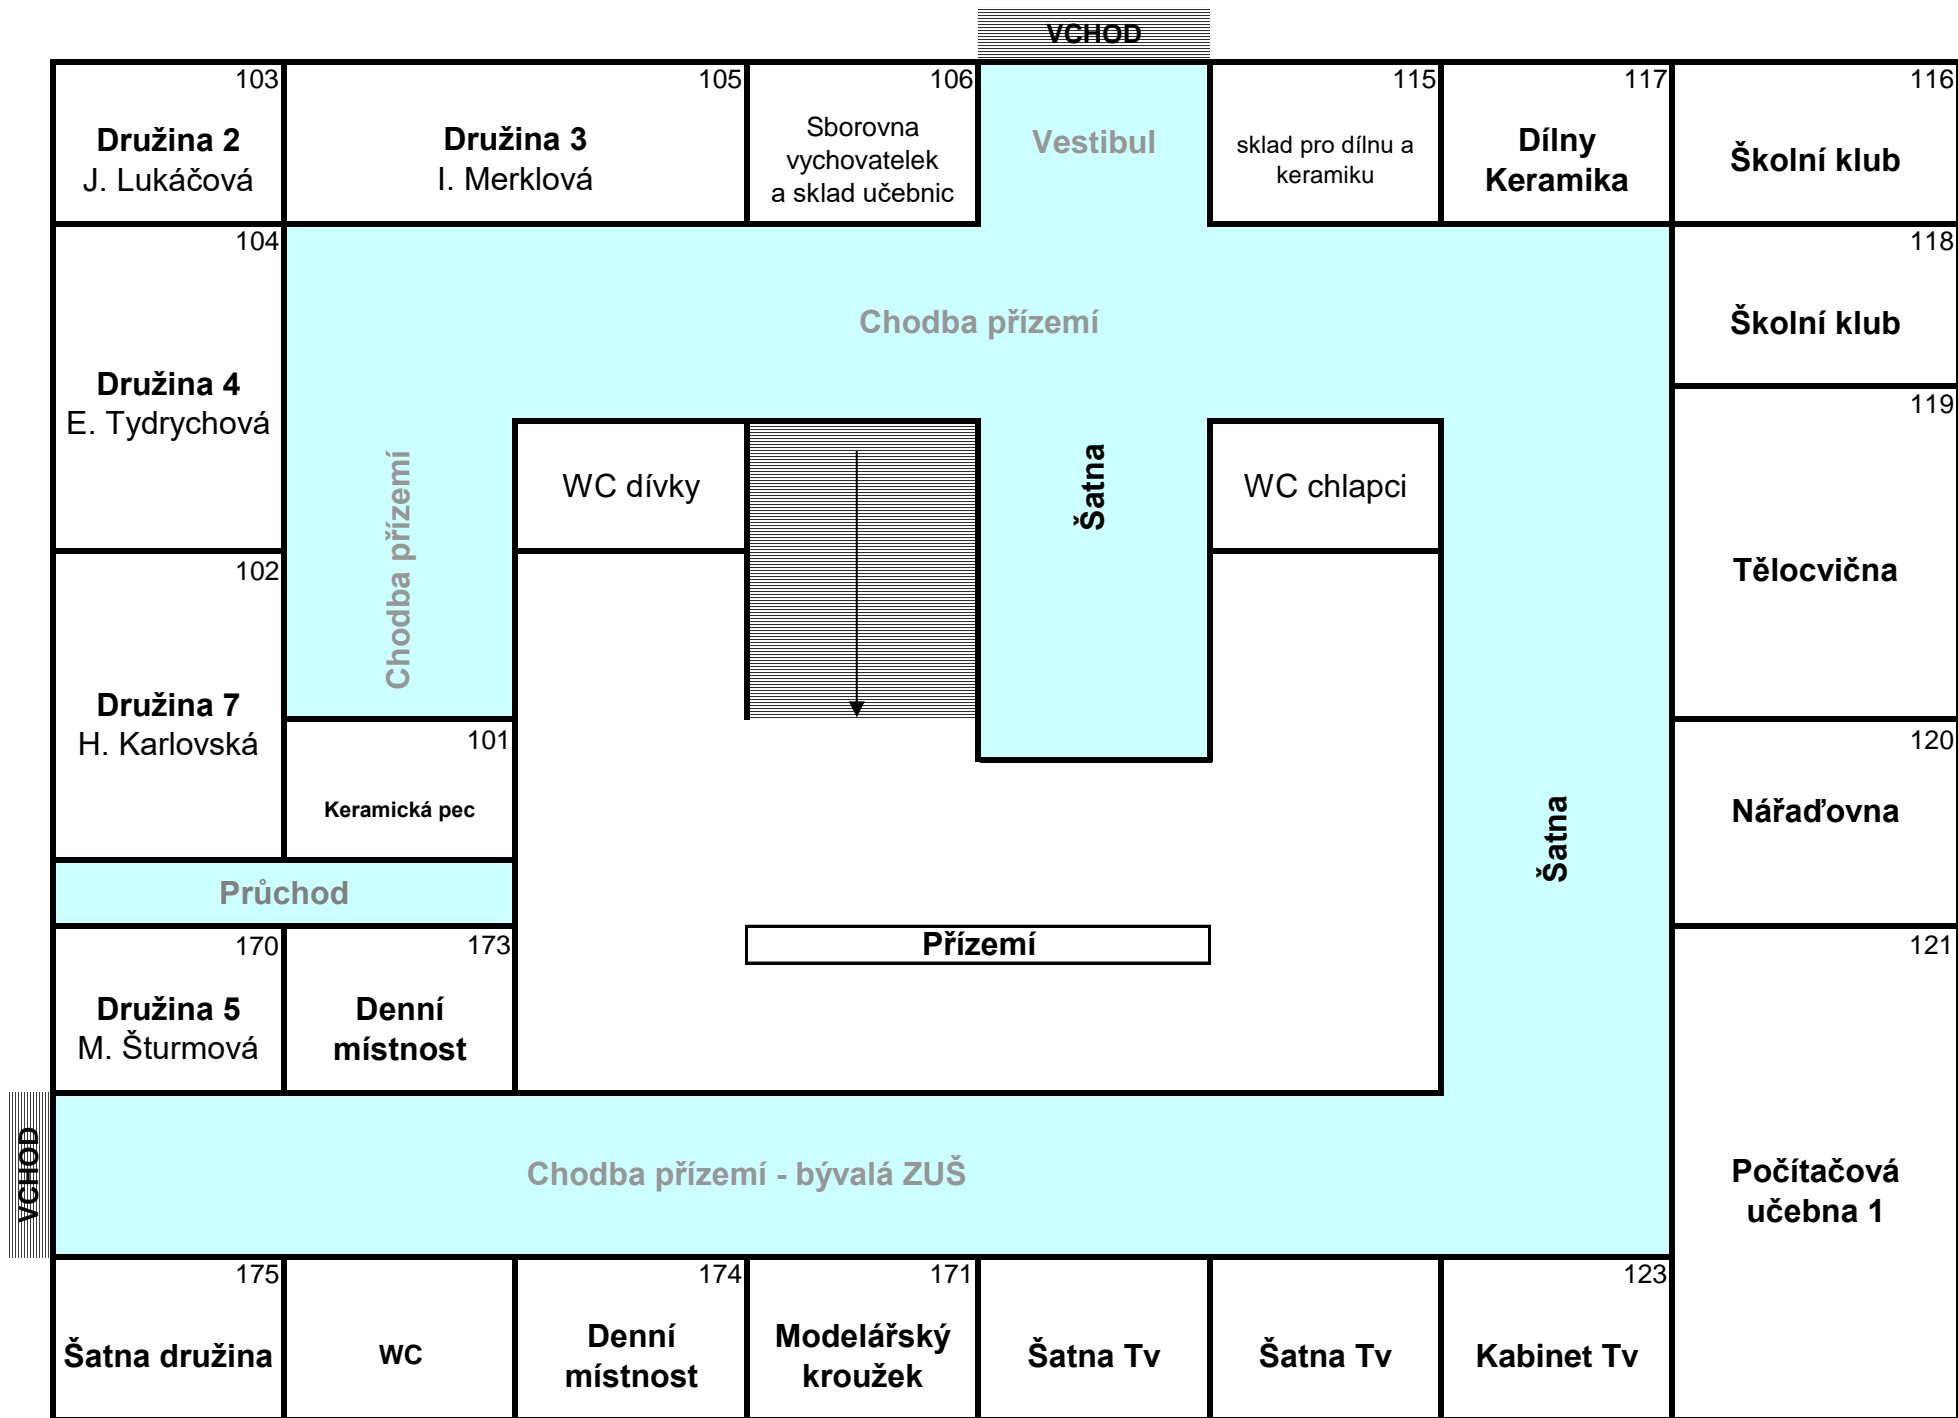 VCHOD
103
Družina 2
J. Lukáčová
105
Družina 3
I. Merklová
106
Sborovna
vychovatelek
a sklad učebnic
Vestibul
115
sklad pro dílnu a
keramiku
117
Dílny
Keramika
116
Školní klub
104
Družina 4
E. Tydrychová
Chodba přízemí
118
Školní klub
119
Tělocvična
Chodba přízemí
WC dívky
Šatna
WC chlapci
102
Družina 7
H. Karlovská
101
Keramická pec
120
Nářaďovna
Šatna
Průchod
170
Družina 5
M. Šturmová
173
Denní
místnost
Přízemí
121
Počítačová
učebna 1
VCHOD
Chodba přízemí - bývalá ZUŠ
175
Šatna družina
WC
174
Denní
místnost
171
Modelářský
kroužek
Šatna Tv
Šatna Tv
123
Kabinet Tv